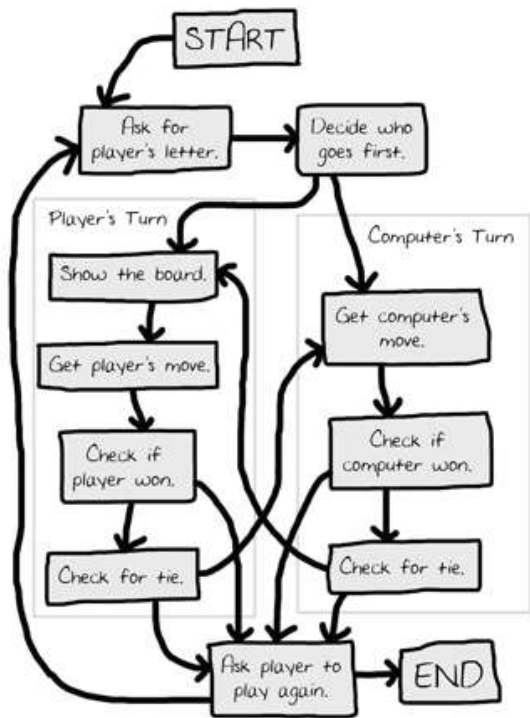 START
Ask for
player's letter.
Decide who
goes first.
Player's Turn
Show the board.
Get player's move.
Check if
player won.
Check for tie.
Computer's Turn
Get computer's
move.
Check if
computer won.
Check for tie.
Ask player to
play again.
END